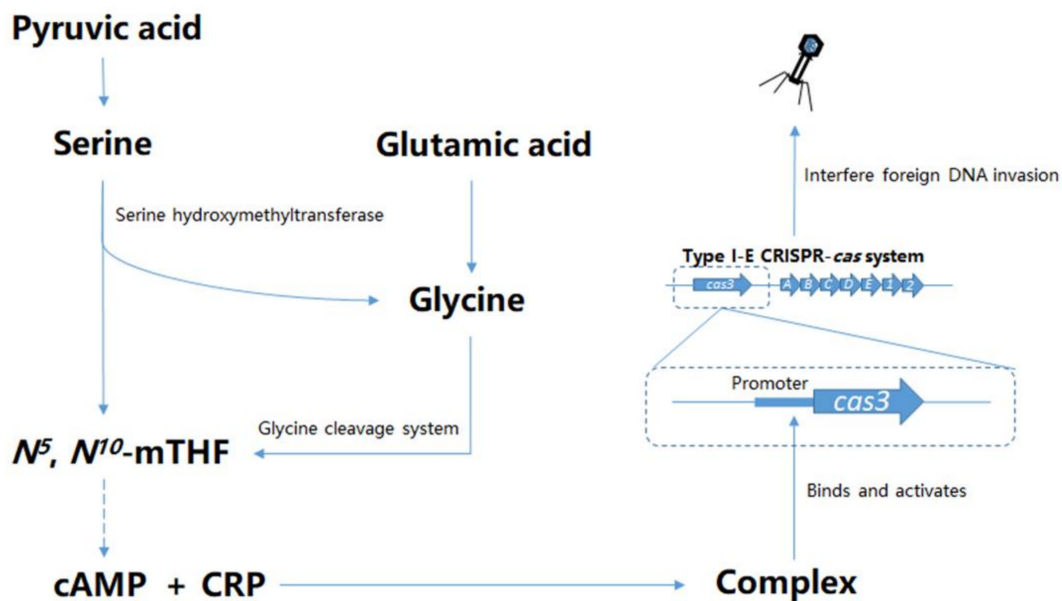 Pyruvic acid
Serine
Glutamic acid
Serine hydroxymethyltransferase
Glycine
Glycine cleavage system
N⁵, N¹⁰-mTHF
cAMP + CRP
Complex
Binds and activates
Promoter
cas3
Type I-E CRISPR-cas system
cas3 A B C D E 1 2
Interfere foreign DNA invasion